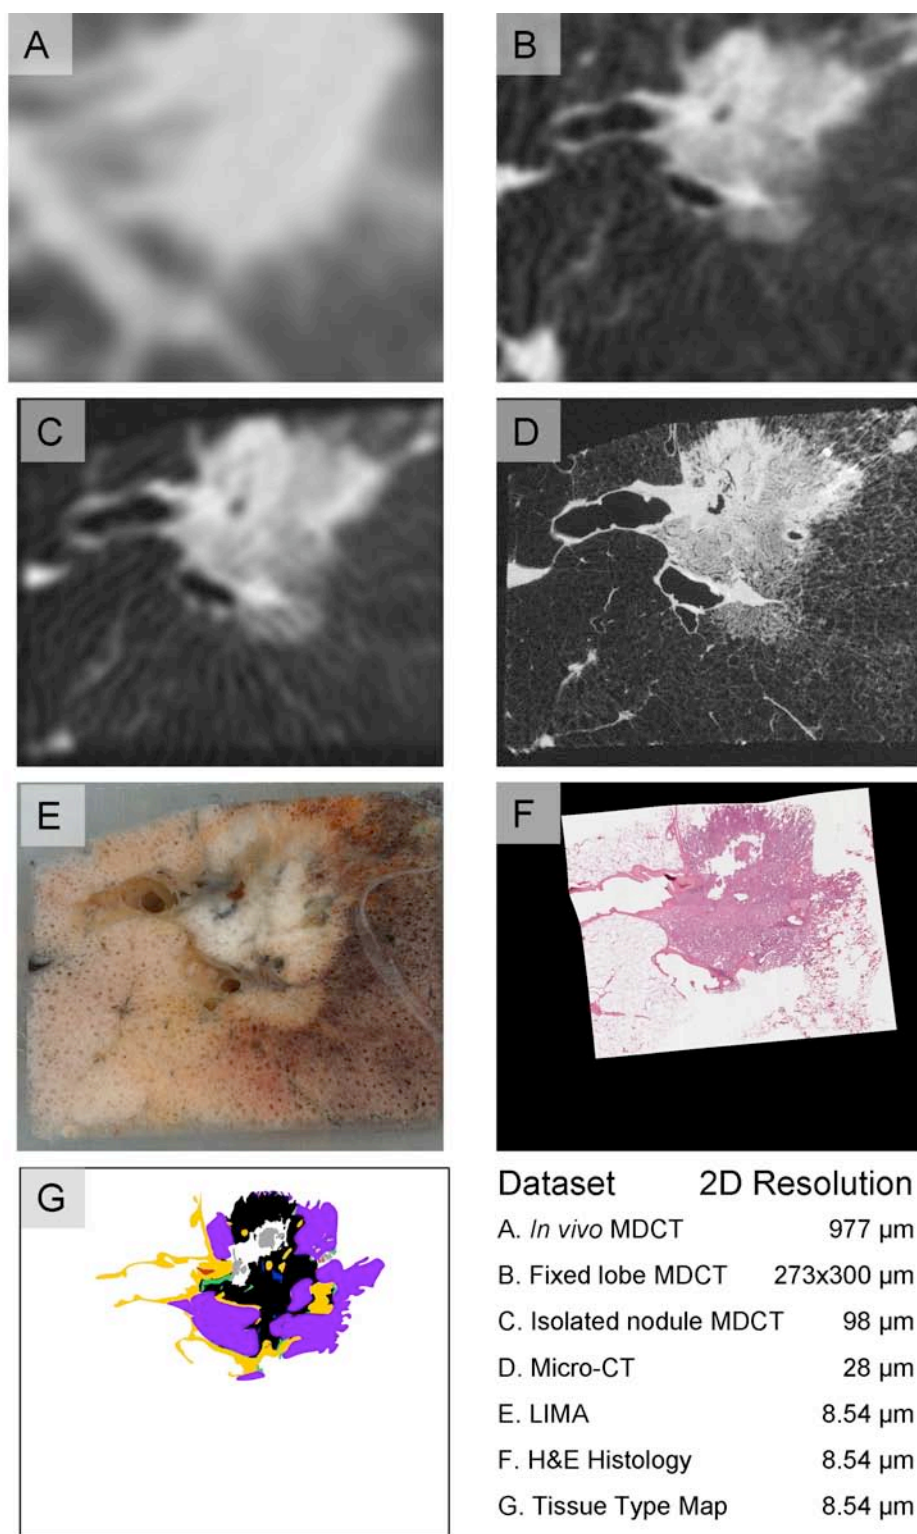 A
B
C
D
E
F
G
Dataset 2D Resolution
A. In vivo MDCT 977 µm
B. Fixed lobe MDCT 273x300 µm
C. Isolated nodule MDCT 98 µm
D. Micro-CT 28 µm
E. LIMA 8.54 µm
F. H&E Histology 8.54 µm
G. Tissue Type Map 8.54 µm